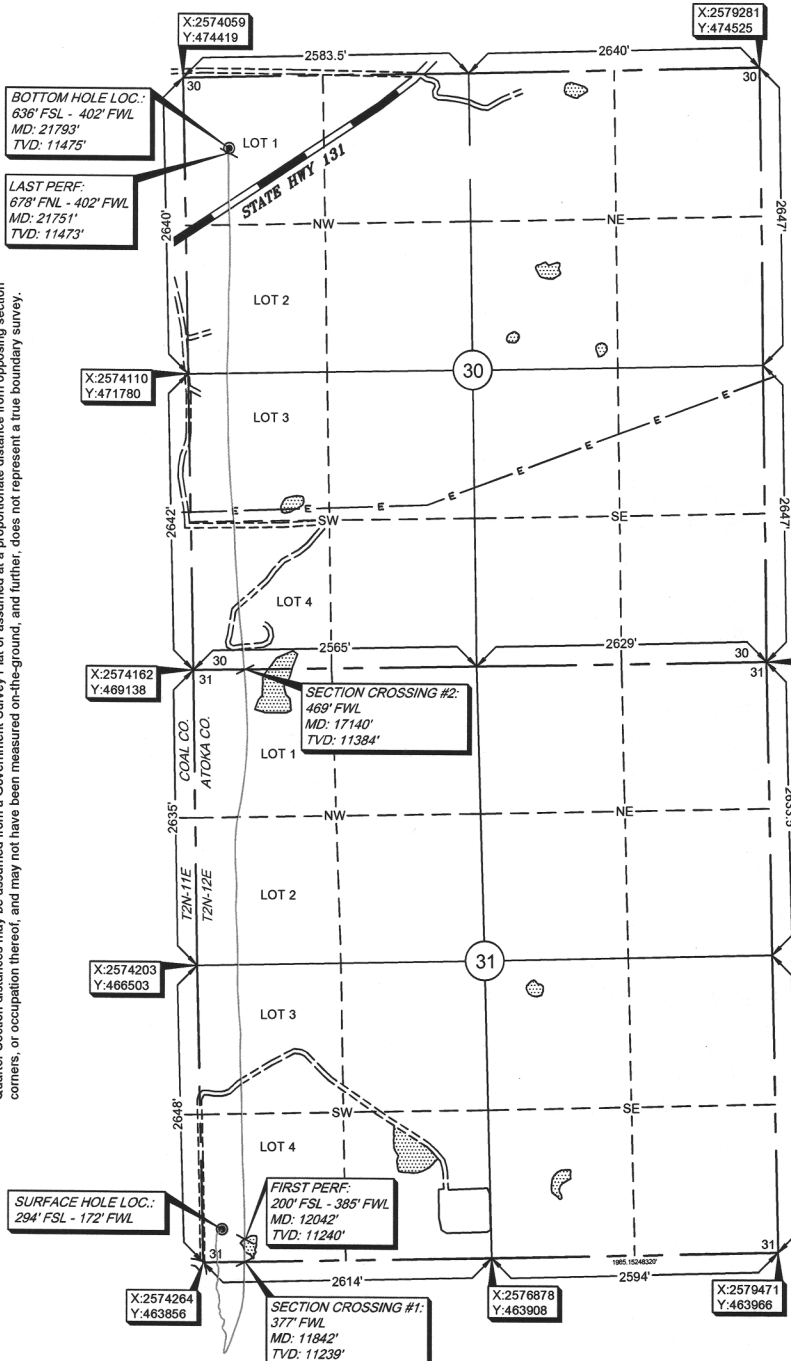 X:2574059
Y:474419
2583.5'
2640'
X:2579281
Y:474525
30
30
BOTTOM HOLE LOC.:
636' FSL - 402' FWL
MD: 21793'
TVD: 11475'
LOT 1
STATE HWY 131
LAST PERF:
678' FNL - 402' FWL
MD: 21751'
TVD: 11473'
2640'
NW
NE
2647'
LOT 2
X:2574110
Y:471780
30
LOT 3
E
E
E
E
E
E
E
E
E
2642'
SW
SE
2647'
LOT 4
2565'
2629'
30
30
31
31
X:2574162
Y:469138
SECTION CROSSING #2:
469' FWL
MD: 17140'
TVD: 11384'
COAL CO.
ATOKA CO.
LOT 1
2635'
NW
NE
T2N-11E
T2N-12E
LOT 2
X:2574203
Y:466503
31
LOT 3
2648'
SW
SE
LOT 4
SURFACE HOLE LOC.:
294' FSL - 172' FWL
FIRST PERF:
200' FSL - 385' FWL
MD: 12042'
TVD: 11240'
31
31
1965.15248320'
2614'
2594'
X:2574264
Y:463856
SECTION CROSSING #1:
377' FWL
MD: 11842'
TVD: 11239'
X:2576878
Y:463908
X:2579471
Y:463966
corners, or occupation thereof, and may not have been measured on-the-ground, and further, does not represent a true boundary survey.